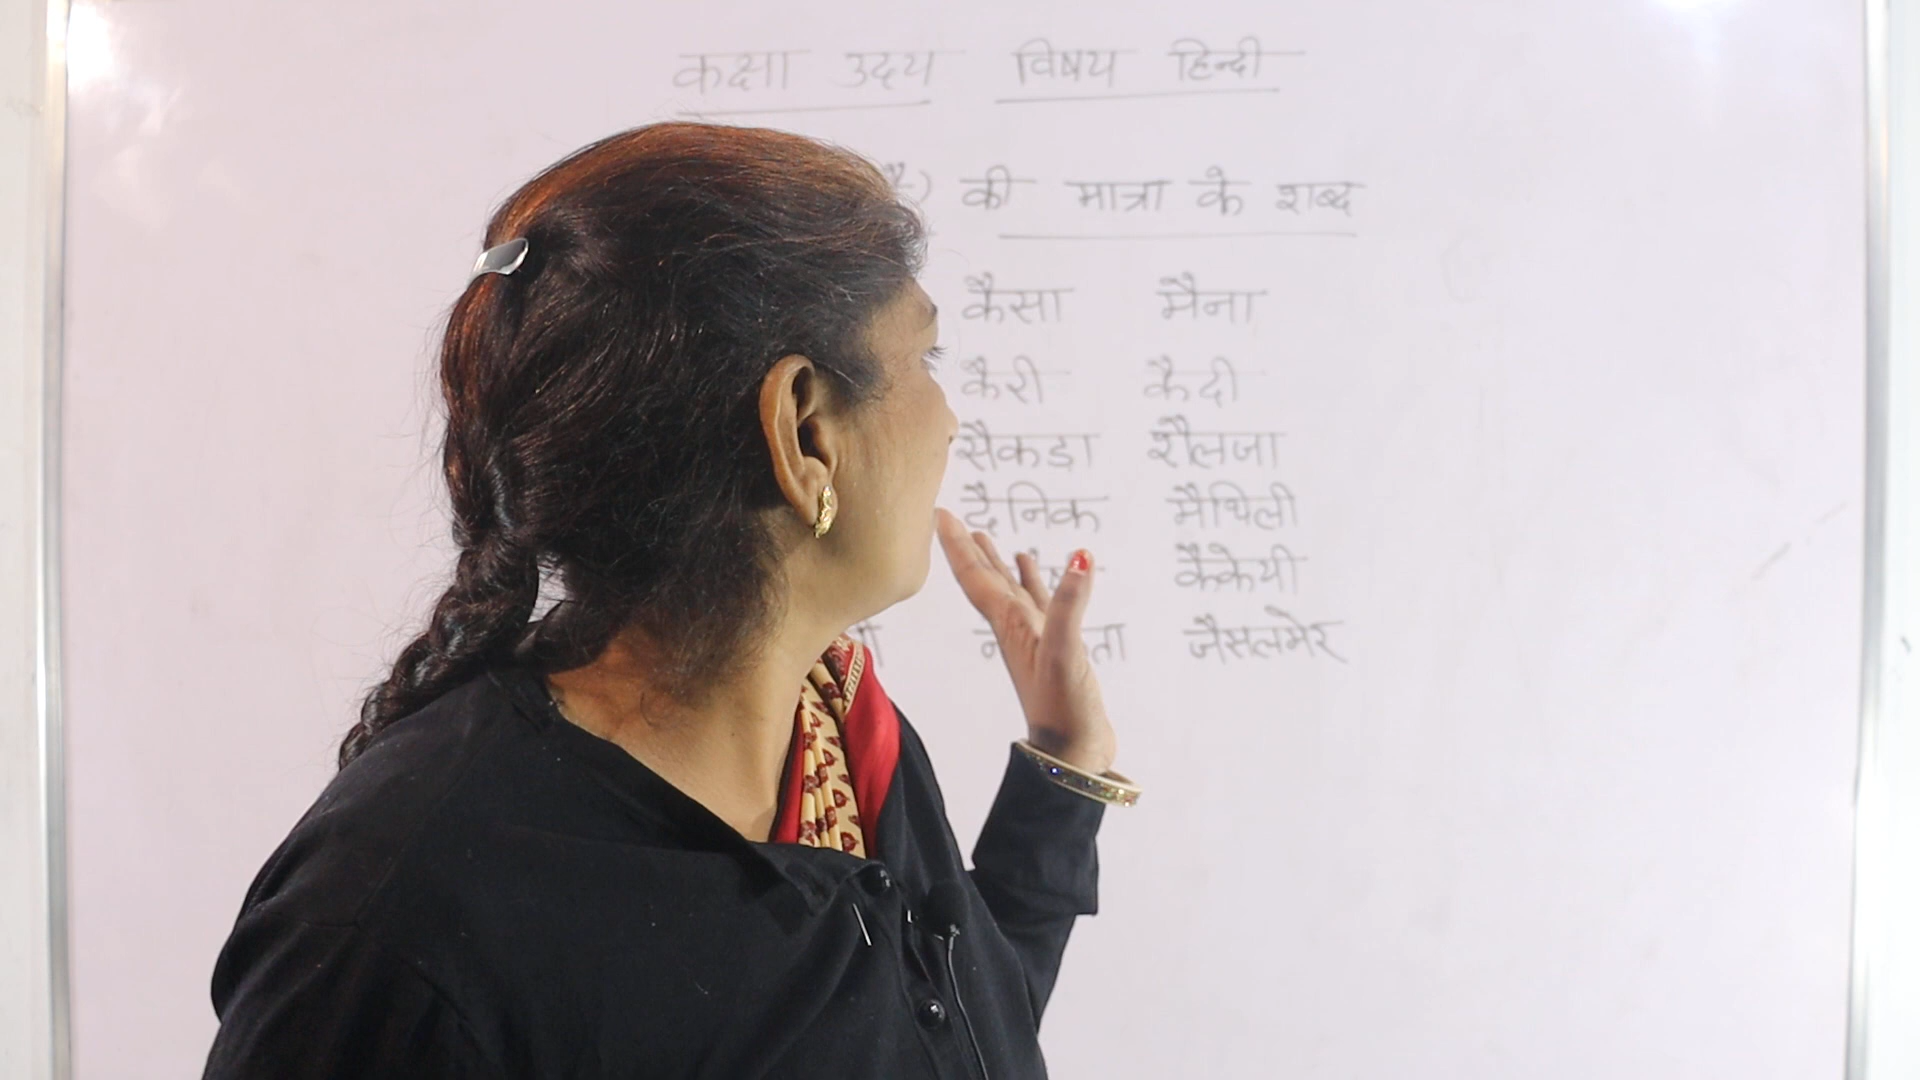 कक्षा उदय विषय हिन्दी
की मात्रा के शब्द
कैसा मैना
कैरी कैदी
सैकडा शैलजा
दैनिक मैथिली
कैकेयी
जैसलमेर